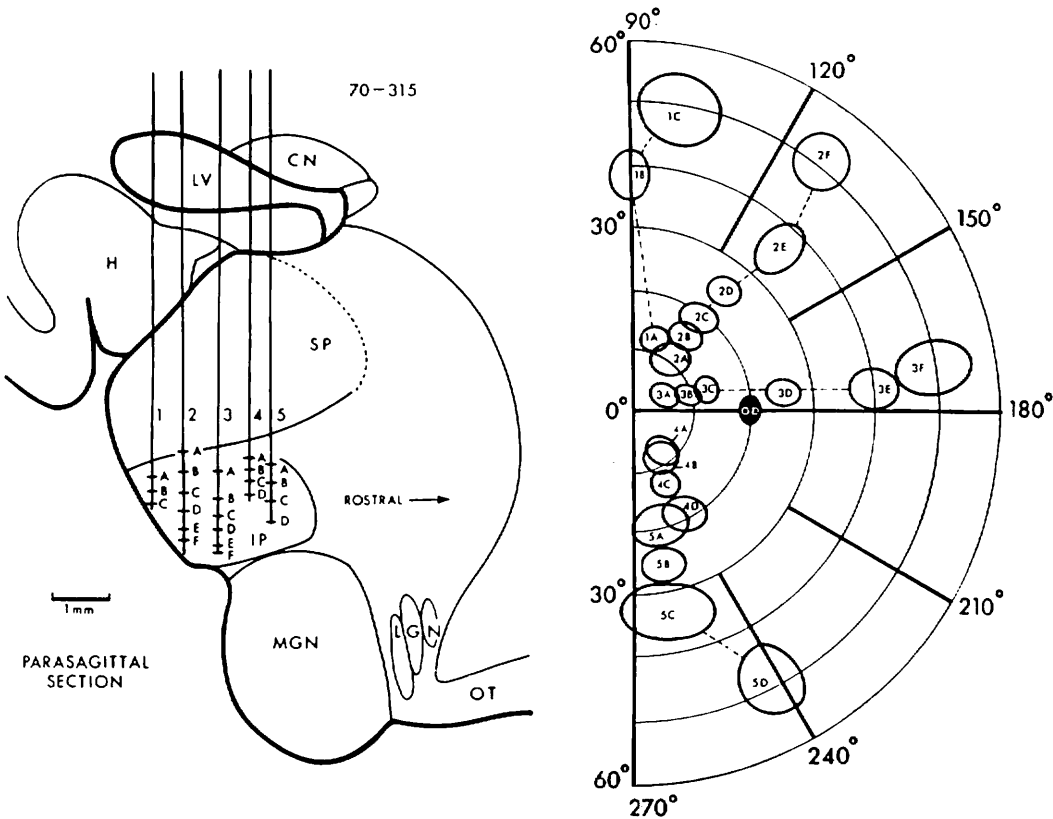 70-315
CN
LV
H
SP
1 2 3 4 5
A
B
C
A
B
C
D
E
F
A
B
C
D
E
F
A
B
C
D
A
B
C
D
IP
ROSTRAL
1mm
MGN
L G N
OT
PARASAGITTAL
SECTION
90°
60°
120°
1C
2F
1B
150°
30°
2E
2D
2C
1A
2B
2A
3F
3A
3B
3C
3D
3E
0°
OD
180°
4A
4B
4C
4D
5A
5B
30°
5C
210°
5D
240°
60°
270°